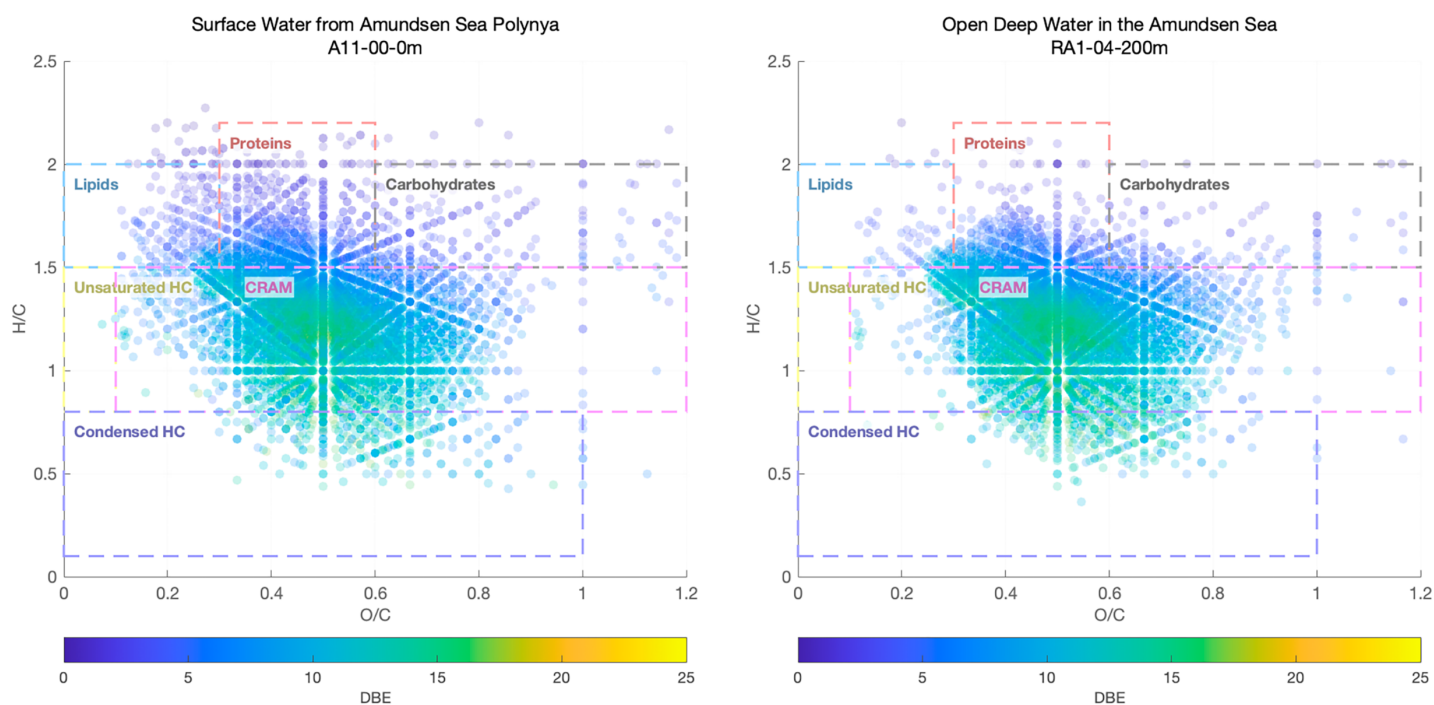 Surface Water from Amundsen Sea Polynya
A11-00-0m
2.5
2
1.5
1
0.5
0
H/C
Proteins
Lipids
Carbohydrates
Unsaturated HC
CRAM
Condensed HC
0 0.2 0.4 0.6 0.8 1 1.2
O/C
0 5 10 15 20 25
DBE
Open Deep Water in the Amundsen Sea
RA1-04-200m
2.5
2
1.5
1
0.5
0
H/C
Proteins
Lipids
Carbohydrates
Unsaturated HC
CRAM
Condensed HC
0 0.2 0.4 0.6 0.8 1 1.2
O/C
0 5 10 15 20 25
DBE